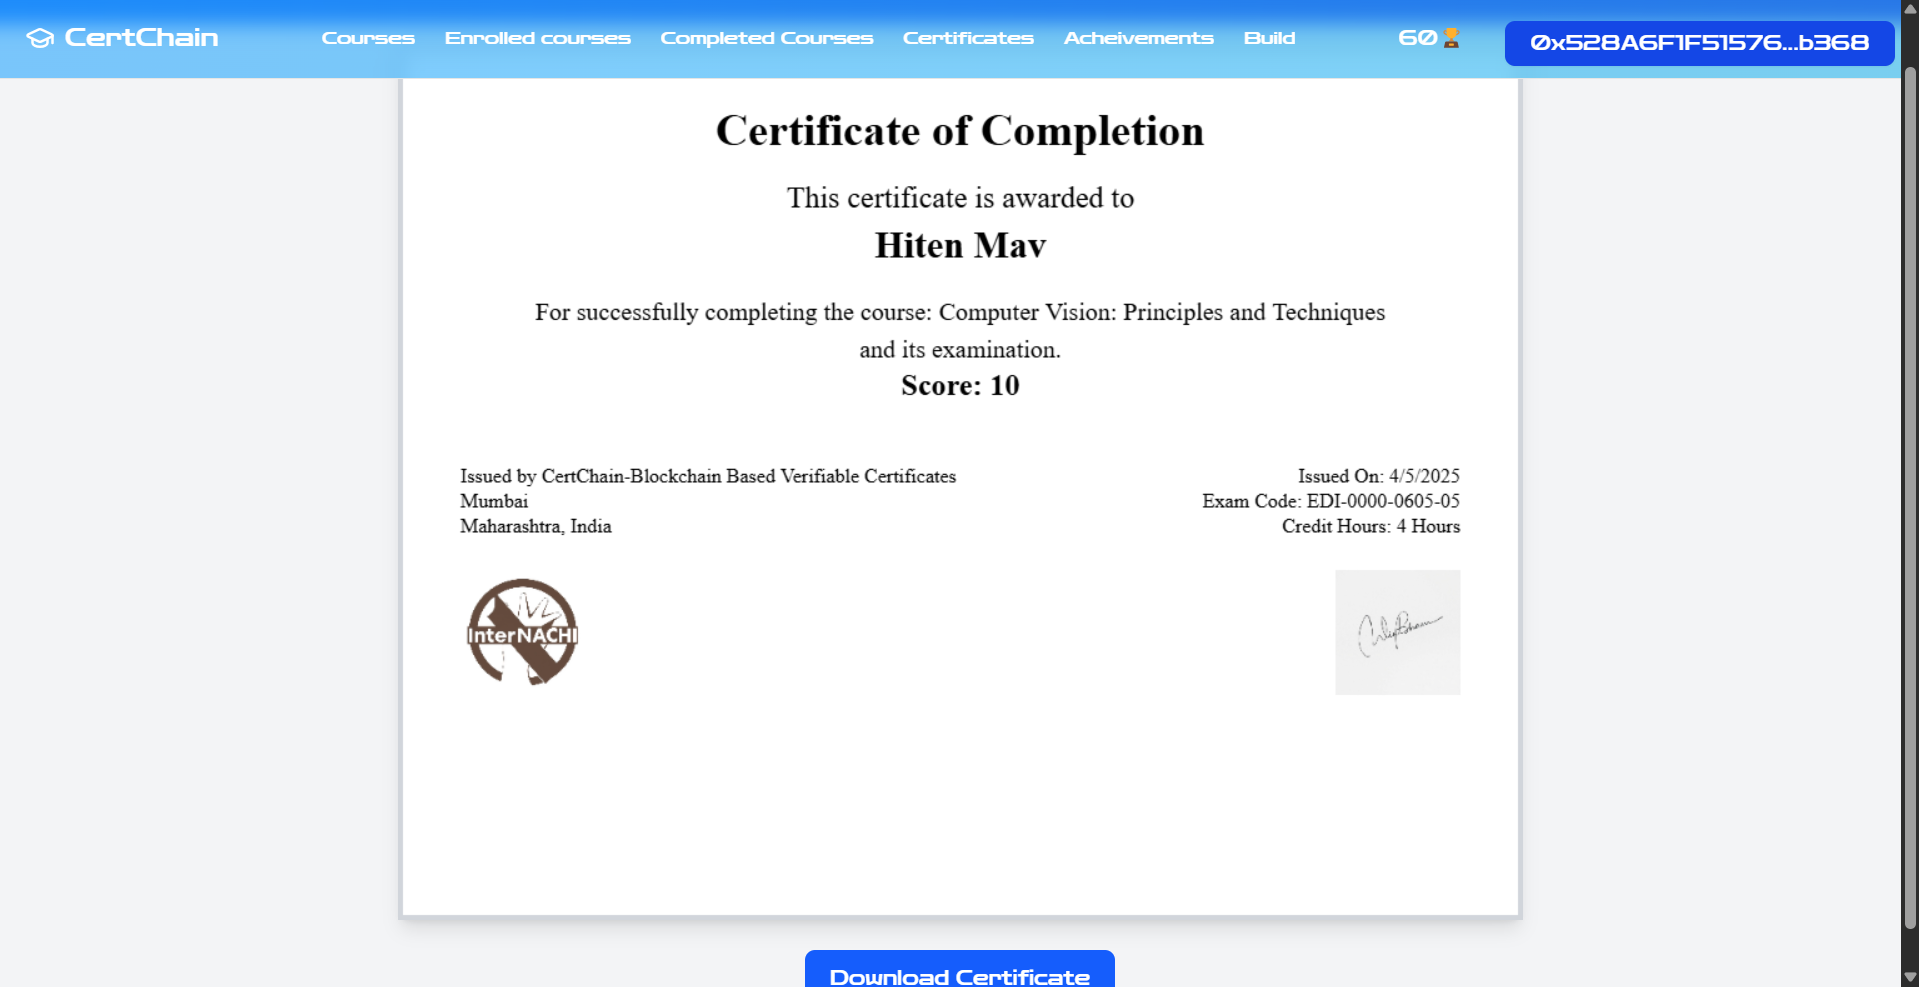 CertChain
Courses
Enrolled courses
Completed Courses
Certificates
Acheivements
Build
60
0x528A6F1F51576...b368
Certificate of Completion
This certificate is awarded to
Hiten Mav
For successfully completing the course: Computer Vision: Principles and Techniques
and its examination.
Score: 10
Issued by CertChain-Blockchain Based Verifiable Certificates
Mumbai
Maharashtra, India
Issued On: 4/5/2025
Exam Code: EDI-0000-0605-05
Credit Hours: 4 Hours
InterNACHI
Download Certificate